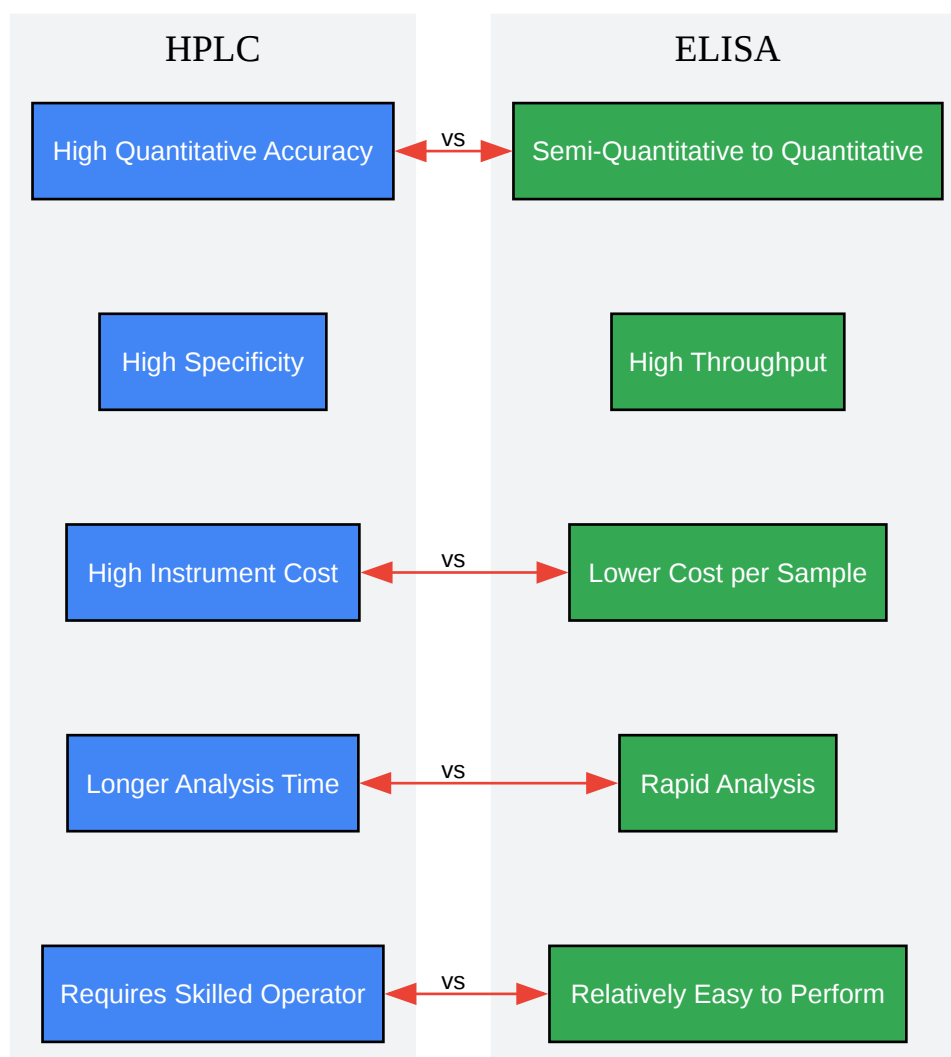 HPLC
ELISA
High Quantitative Accuracy
vs
Semi-Quantitative to Quantitative
High Specificity
High Throughput
High Instrument Cost
vs
Lower Cost per Sample
Longer Analysis Time
vs
Rapid Analysis
Requires Skilled Operator
vs
Relatively Easy to Perform